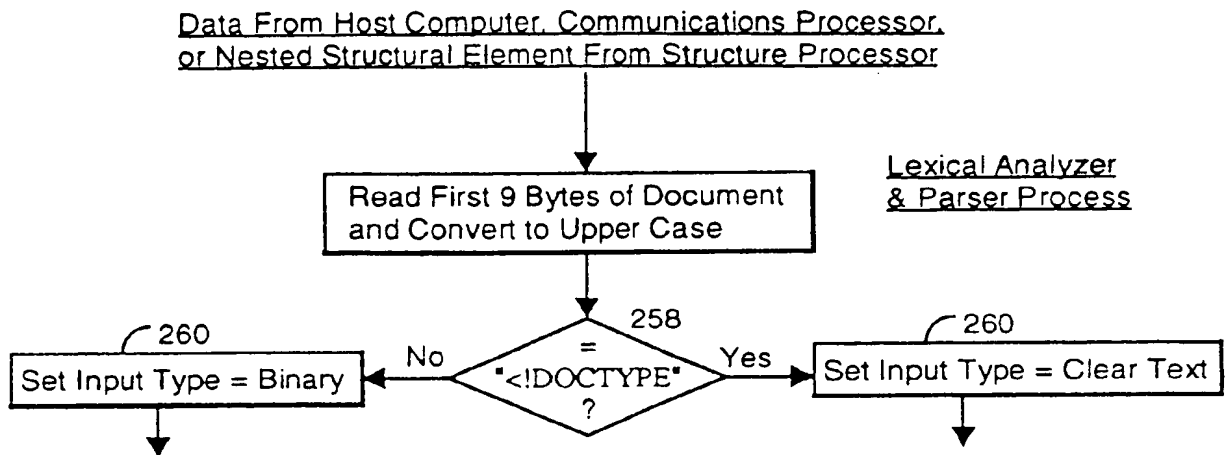 Data From Host Computer, Communications Processor,
or Nested Structural Element From Structure Processor
Lexical Analyzer
& Parser Process
Read First 9 Bytes of Document
and Convert to Upper Case
258
260
260
No
=
Yes
Set Input Type = Binary
"<!DOCTYPE"
Set Input Type = Clear Text
?